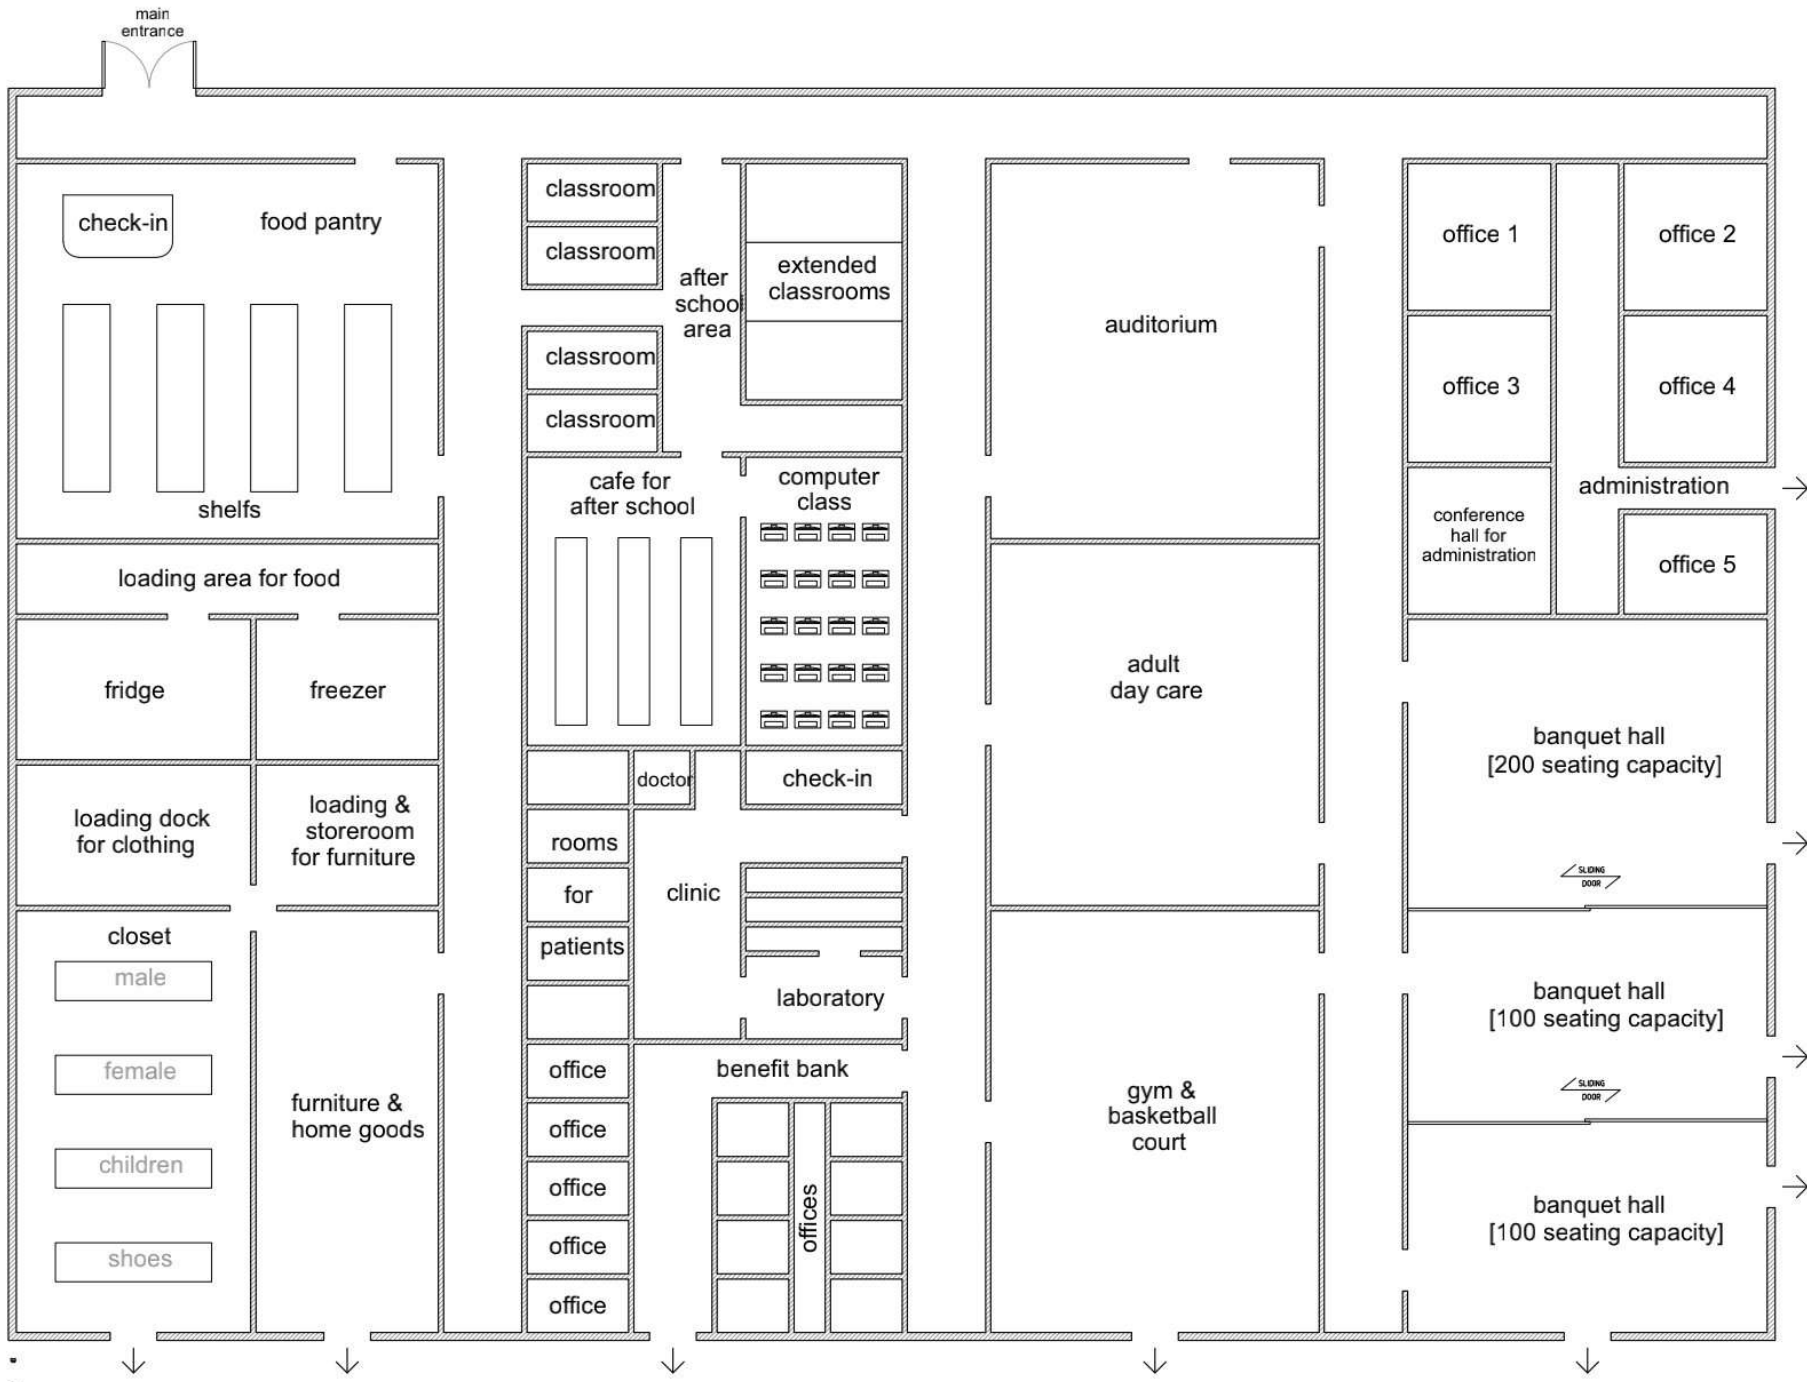 main
entrance
check-in
food pantry
shelfs
loading area for food
fridge
freezer
loading dock
for clothing
loading &
storeroom
for furniture
closet
male
female
children
shoes
furniture &
home goods
classroom
classroom
classroom
classroom
after
school
area
extended
classrooms
cafe for
after school
computer
class
doctor
check-in
rooms
for
patients
clinic
laboratory
office
office
office
office
office
benefit bank
offices
auditorium
adult
day care
gym &
basketball
court
office 1
office 2
office 3
office 4
administration
conference
hall for
administration
office 5
banquet hall
[200 seating capacity]
SLIDING
DOOR
banquet hall
[100 seating capacity]
SLIDING
DOOR
banquet hall
[100 seating capacity]